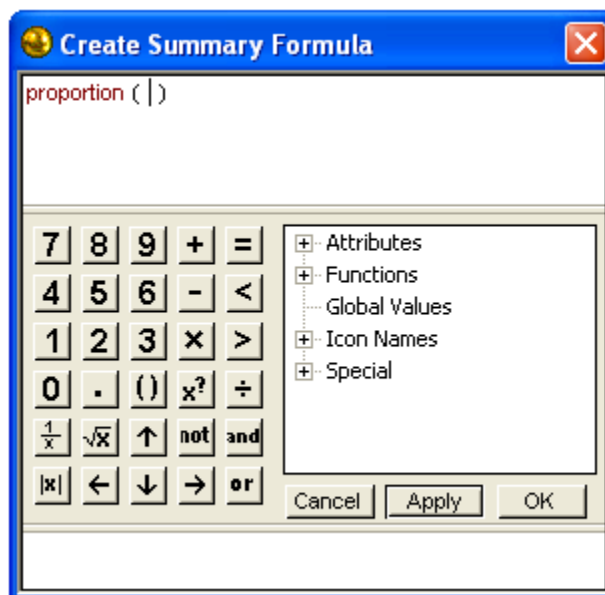 Create Summary Formula
proportion ( )
7 8 9 + =
4 5 6 - <
1 2 3 × >
0 . () x? ÷
1/x √x ↑ not and
|x| ← ↓ → or
Attributes
Functions
Global Values
Icon Names
Special
Cancel Apply OK